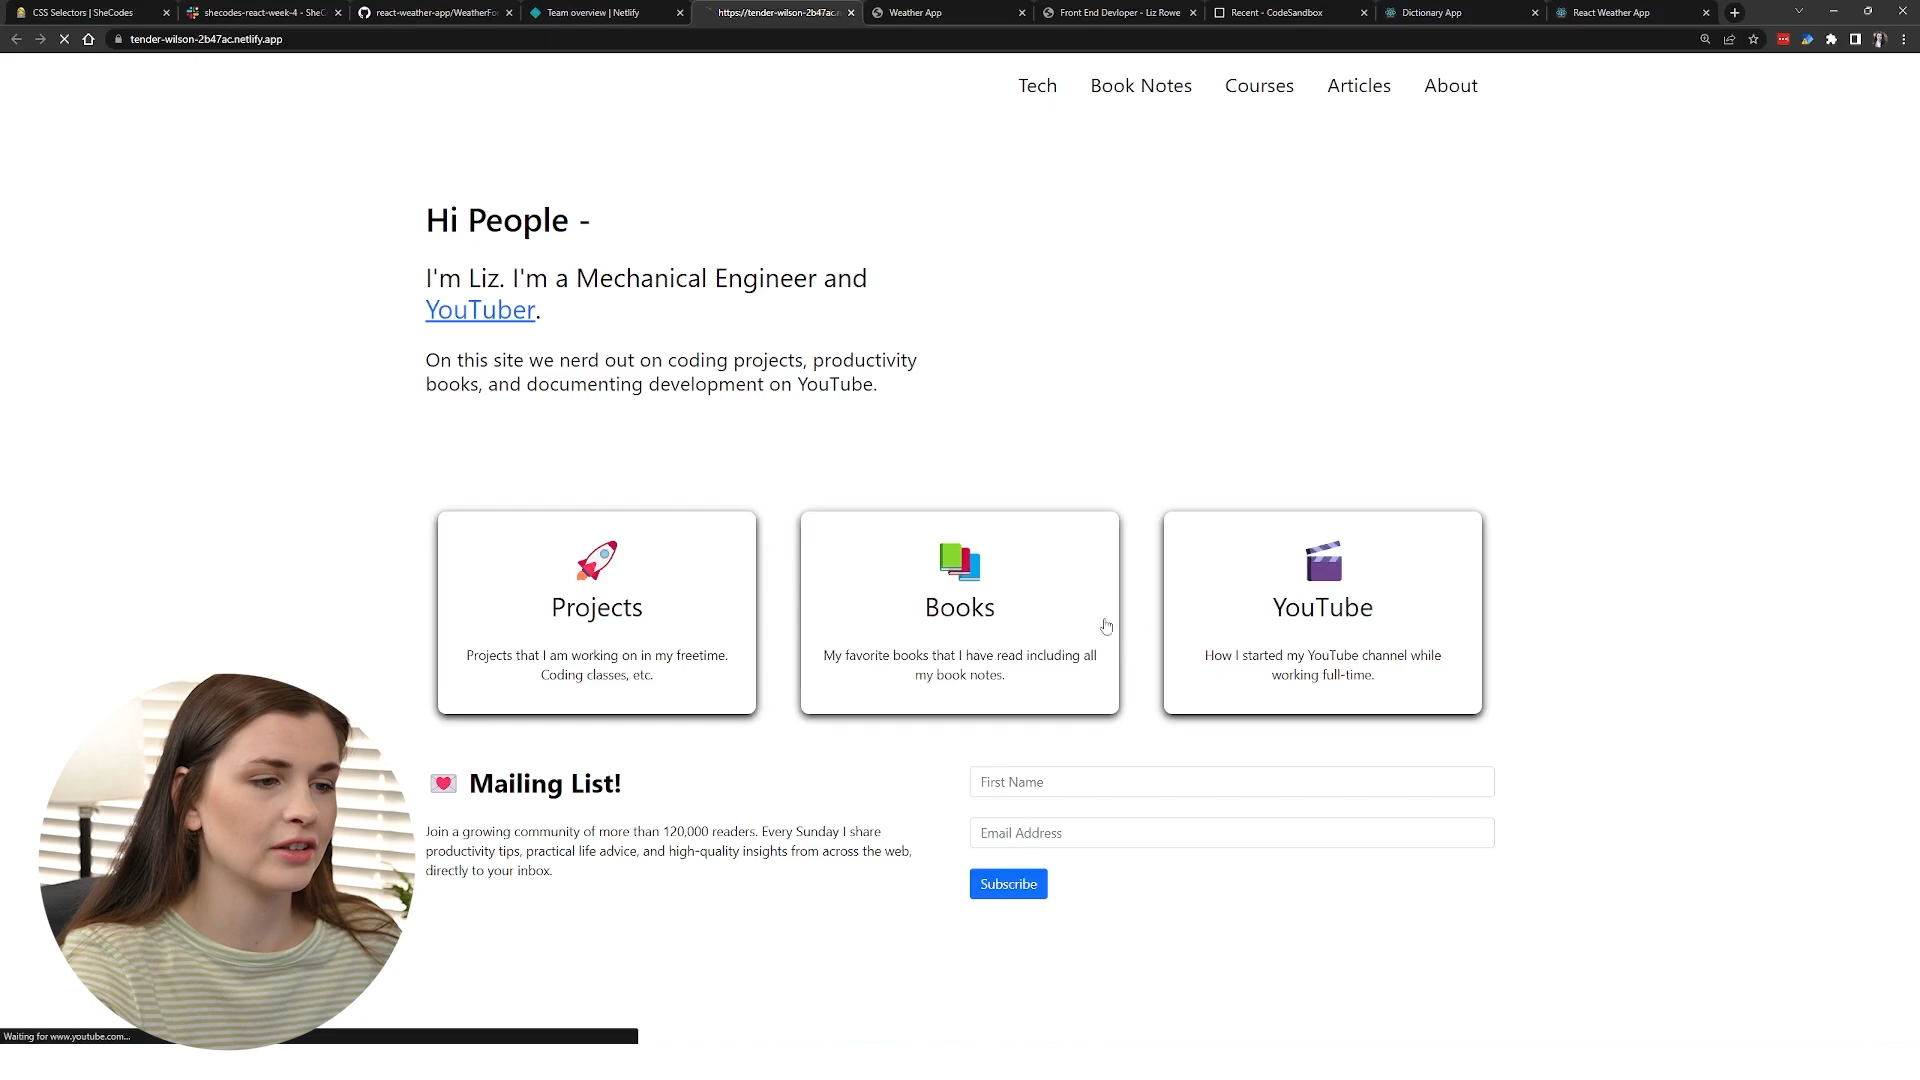 CSS Selectors | SheCodes
shecodes-react-week-4 - SheC
react-weather-app/WeatherFo
Team overview | Netlify
https://tender-wilson-2b47ac.n
Weather App
Front End Devloper - Liz Rowe
Recent - CodeSandbox
Dictionary App
React Weather App
tender-wilson-2b47ac.netlify.app
Tech
Book Notes
Courses
Articles
About
Hi People -
I'm Liz. I'm a Mechanical Engineer and
YouTuber.
On this site we nerd out on coding projects, productivity
books, and documenting development on YouTube.
Projects
Projects that I am working on in my freetime.
Coding classes, etc.
Books
My favorite books that I have read including all
my book notes.
YouTube
How I started my YouTube channel while
working full-time.
Mailing List!
Join a growing community of more than 120,000 readers. Every Sunday I share
productivity tips, practical life advice, and high-quality insights from across the web,
directly to your inbox.
First Name
Email Address
Subscribe
Waiting for www.youtube.com...